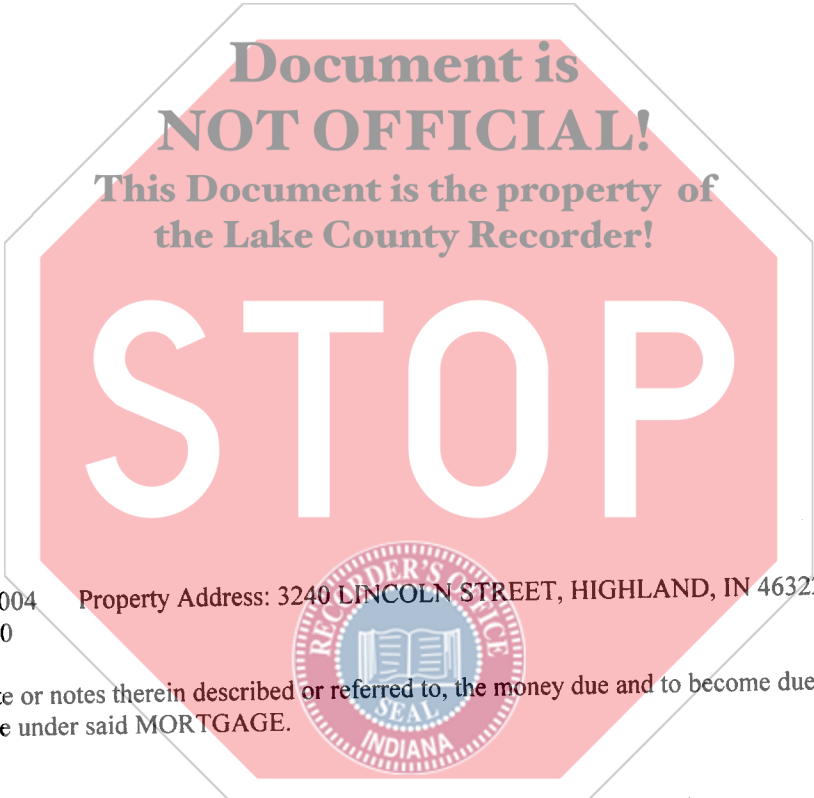 Document is
NOT OFFICIAL!
This Document is the property of
the Lake County Recorder!
STOP
004 Property Address: 3240 LINCOLN STREET, HIGHLAND, IN 4632
0
RECORDER'S OFFICE
or notes therein described or referred to, the money due and to become due
SEAL
under said MORTGAGE.
INDIANA